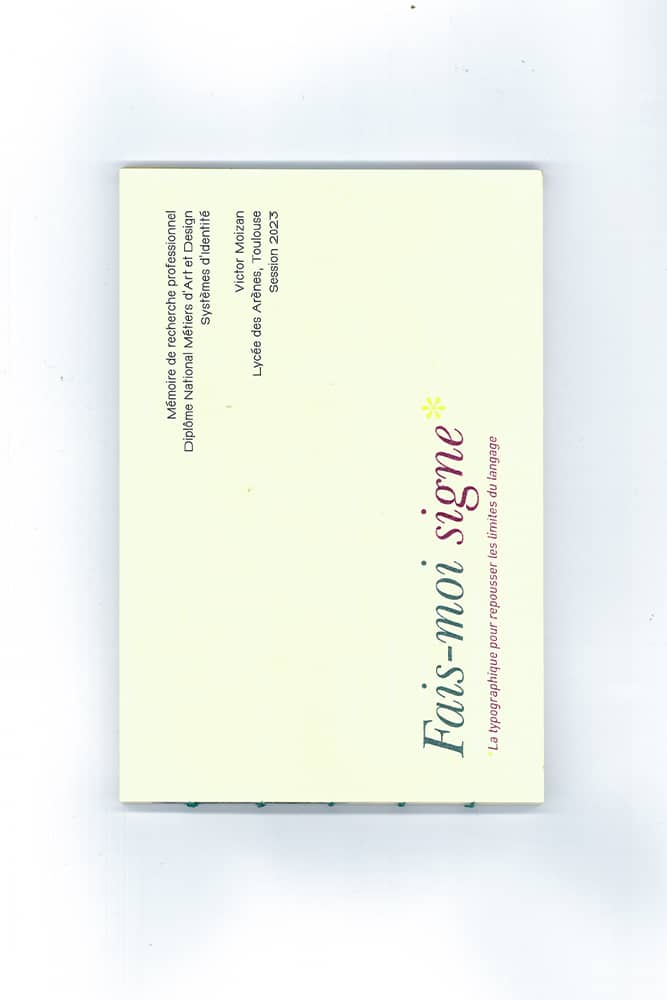 Mémoire de recherche professionnel
Diplôme National Métiers d'Art et Design
Systèmes d'Identité
Victor Moizan
Lycée des Arènes, Toulouse
Session 2023
Fais-moi signe*
*La typographique pour repousser les limites du langage